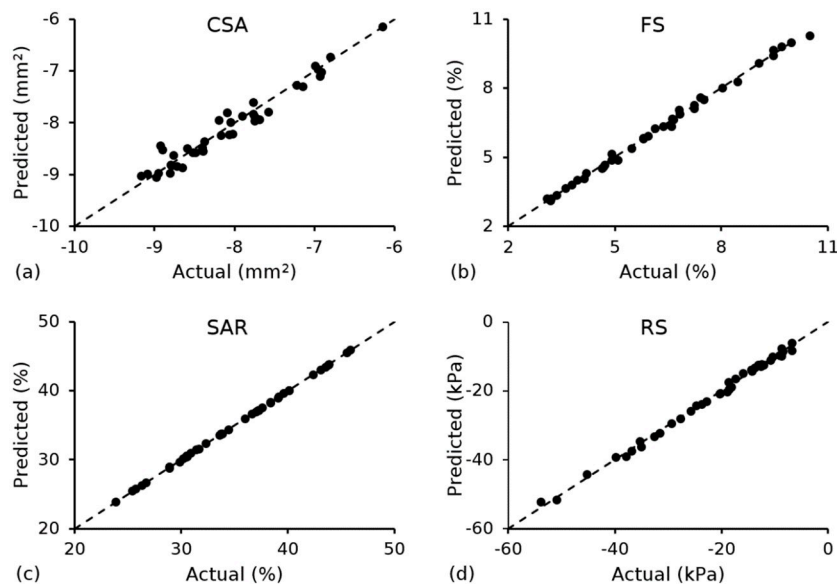 CSA
Predicted (mm²)
-6
-7
-8
-9
-10
-10 -9 -8 -7 -6
(a) Actual (mm²)
FS
Predicted (%)
11
8
5
2
2 5 8 11
(b) Actual (%)
SAR
Predicted (%)
50
40
30
20
20 30 40 50
(c) Actual (%)
RS
Predicted (kPa)
0
-20
-40
-60
-60 -40 -20 0
(d) Actual (kPa)